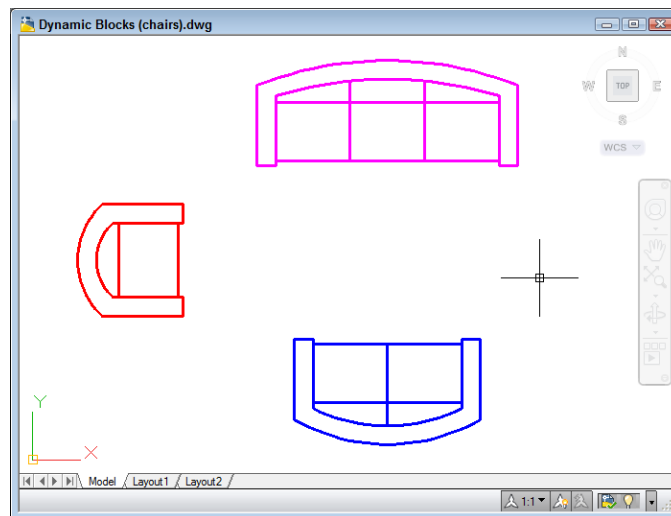 Dynamic Blocks (chairs).dwg
N
W TOP E
S
WCS
Y
X
Model Layout1 Layout2
1:1